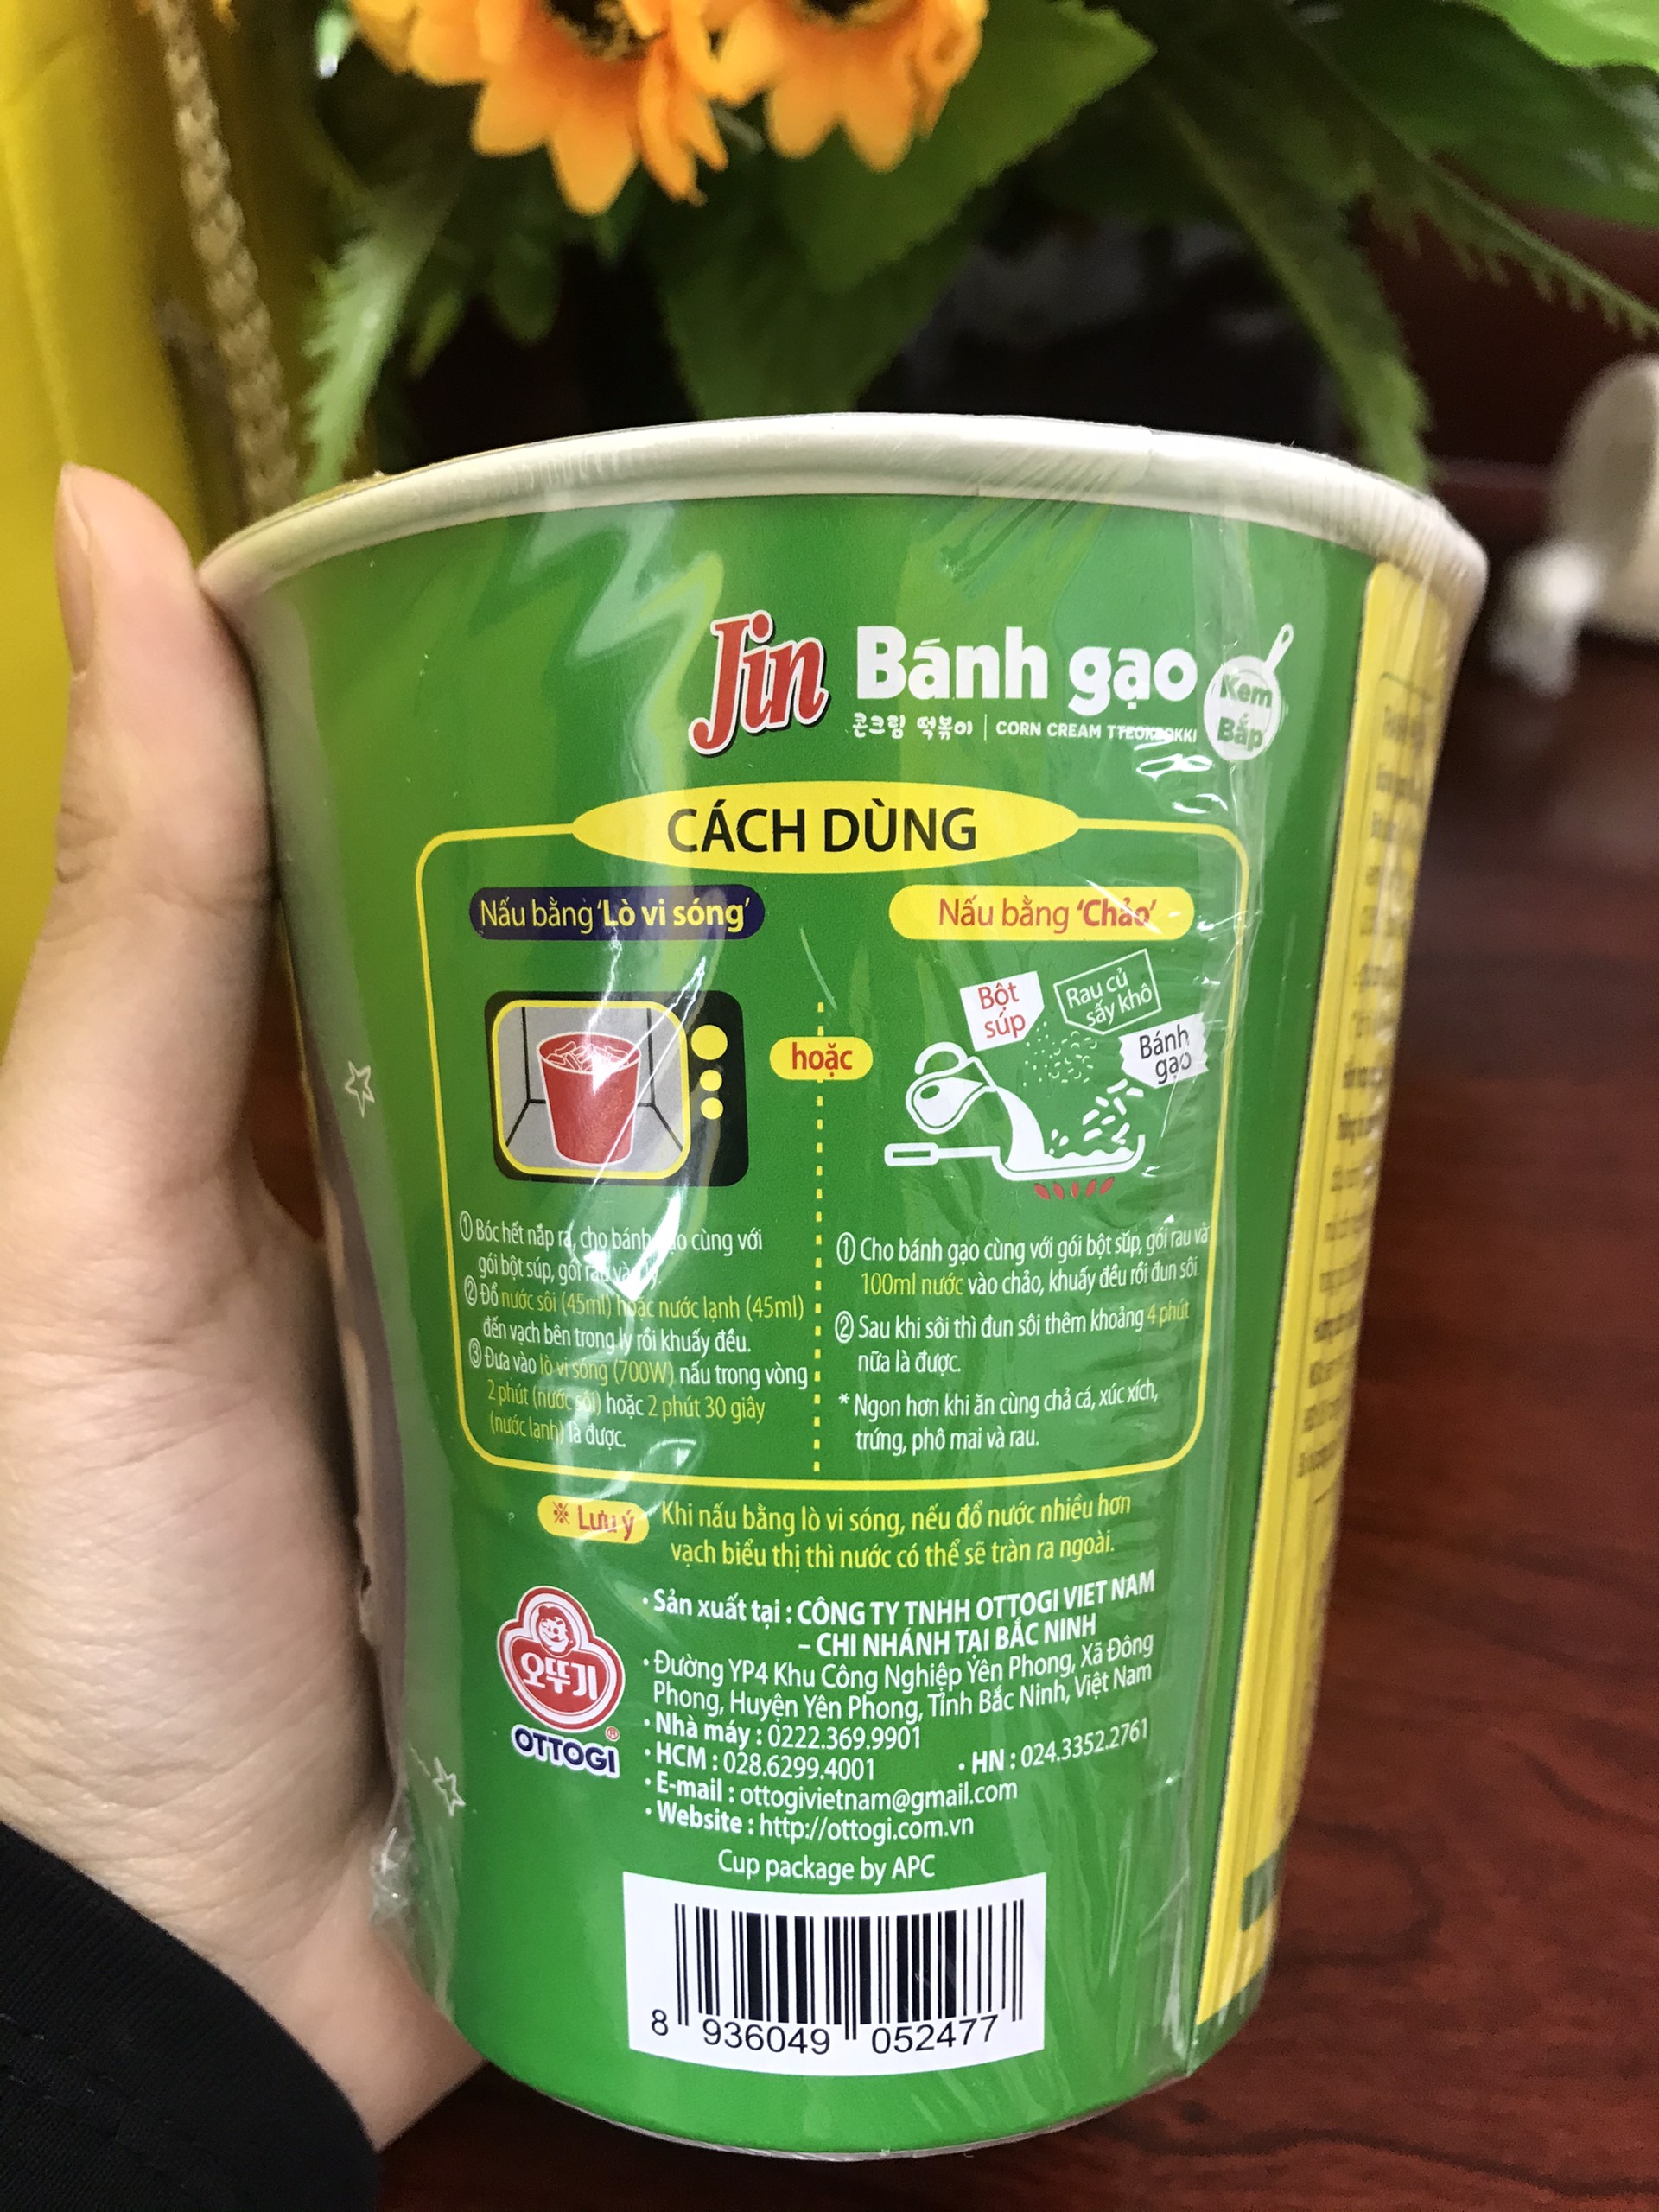 Jin Bánh gạo
Kem
Bắp
콘크림 떡볶이 | CORN CREAM TTEOKBOKKI
CÁCH DÙNG
Nấu bằng 'Lò vi sóng'
① Bóc hết nắp ra, cho bánh cùng với
gói bột súp, gói rau và
② Đổ nước sôi (45ml) hoặc nước lạnh (45ml)
đến vạch bên trong ly rồi khuấy đều.
③ Đưa vào lò vi sóng (700W) nấu trong vòng
2 phút (nước sôi) hoặc 2 phút 30 giây
(nước lạnh) là được.
hoặc
Nấu bằng 'Chảo'
Bột
súp
Rau củ
sấy khô
Bánh
gạo
① Cho bánh gạo cùng với gói bột súp, gói rau và
100ml nước vào chảo, khuấy đều rồi đun sôi.
② Sau khi sôi thì đun sôi thêm khoảng 4 phút
nữa là được.
* Ngon hơn khi ăn cùng chả cá, xúc xích,
trứng, phô mai và rau.
※ Lưu ý Khi nấu bằng lò vi sóng, nếu đổ nước nhiều hơn
vạch biểu thị thì nước có thể sẽ tràn ra ngoài.
오뚜기
OTTOGI ®
• Sản xuất tại : CÔNG TY TNHH OTTOGI VIET NAM
– CHI NHÁNH TẠI BẮC NINH
• Đường YP4 Khu Công Nghiệp Yên Phong, Xã Đông
Phong, Huyện Yên Phong, Tỉnh Bắc Ninh, Việt Nam
• Nhà máy : 0222.369.9901
• HCM : 028.6299.4001 • HN : 024.3352.2761
• E-mail : ottogivietnam@gmail.com
• Website : http://ottogi.com.vn
Cup package by APC
8 936049 052477